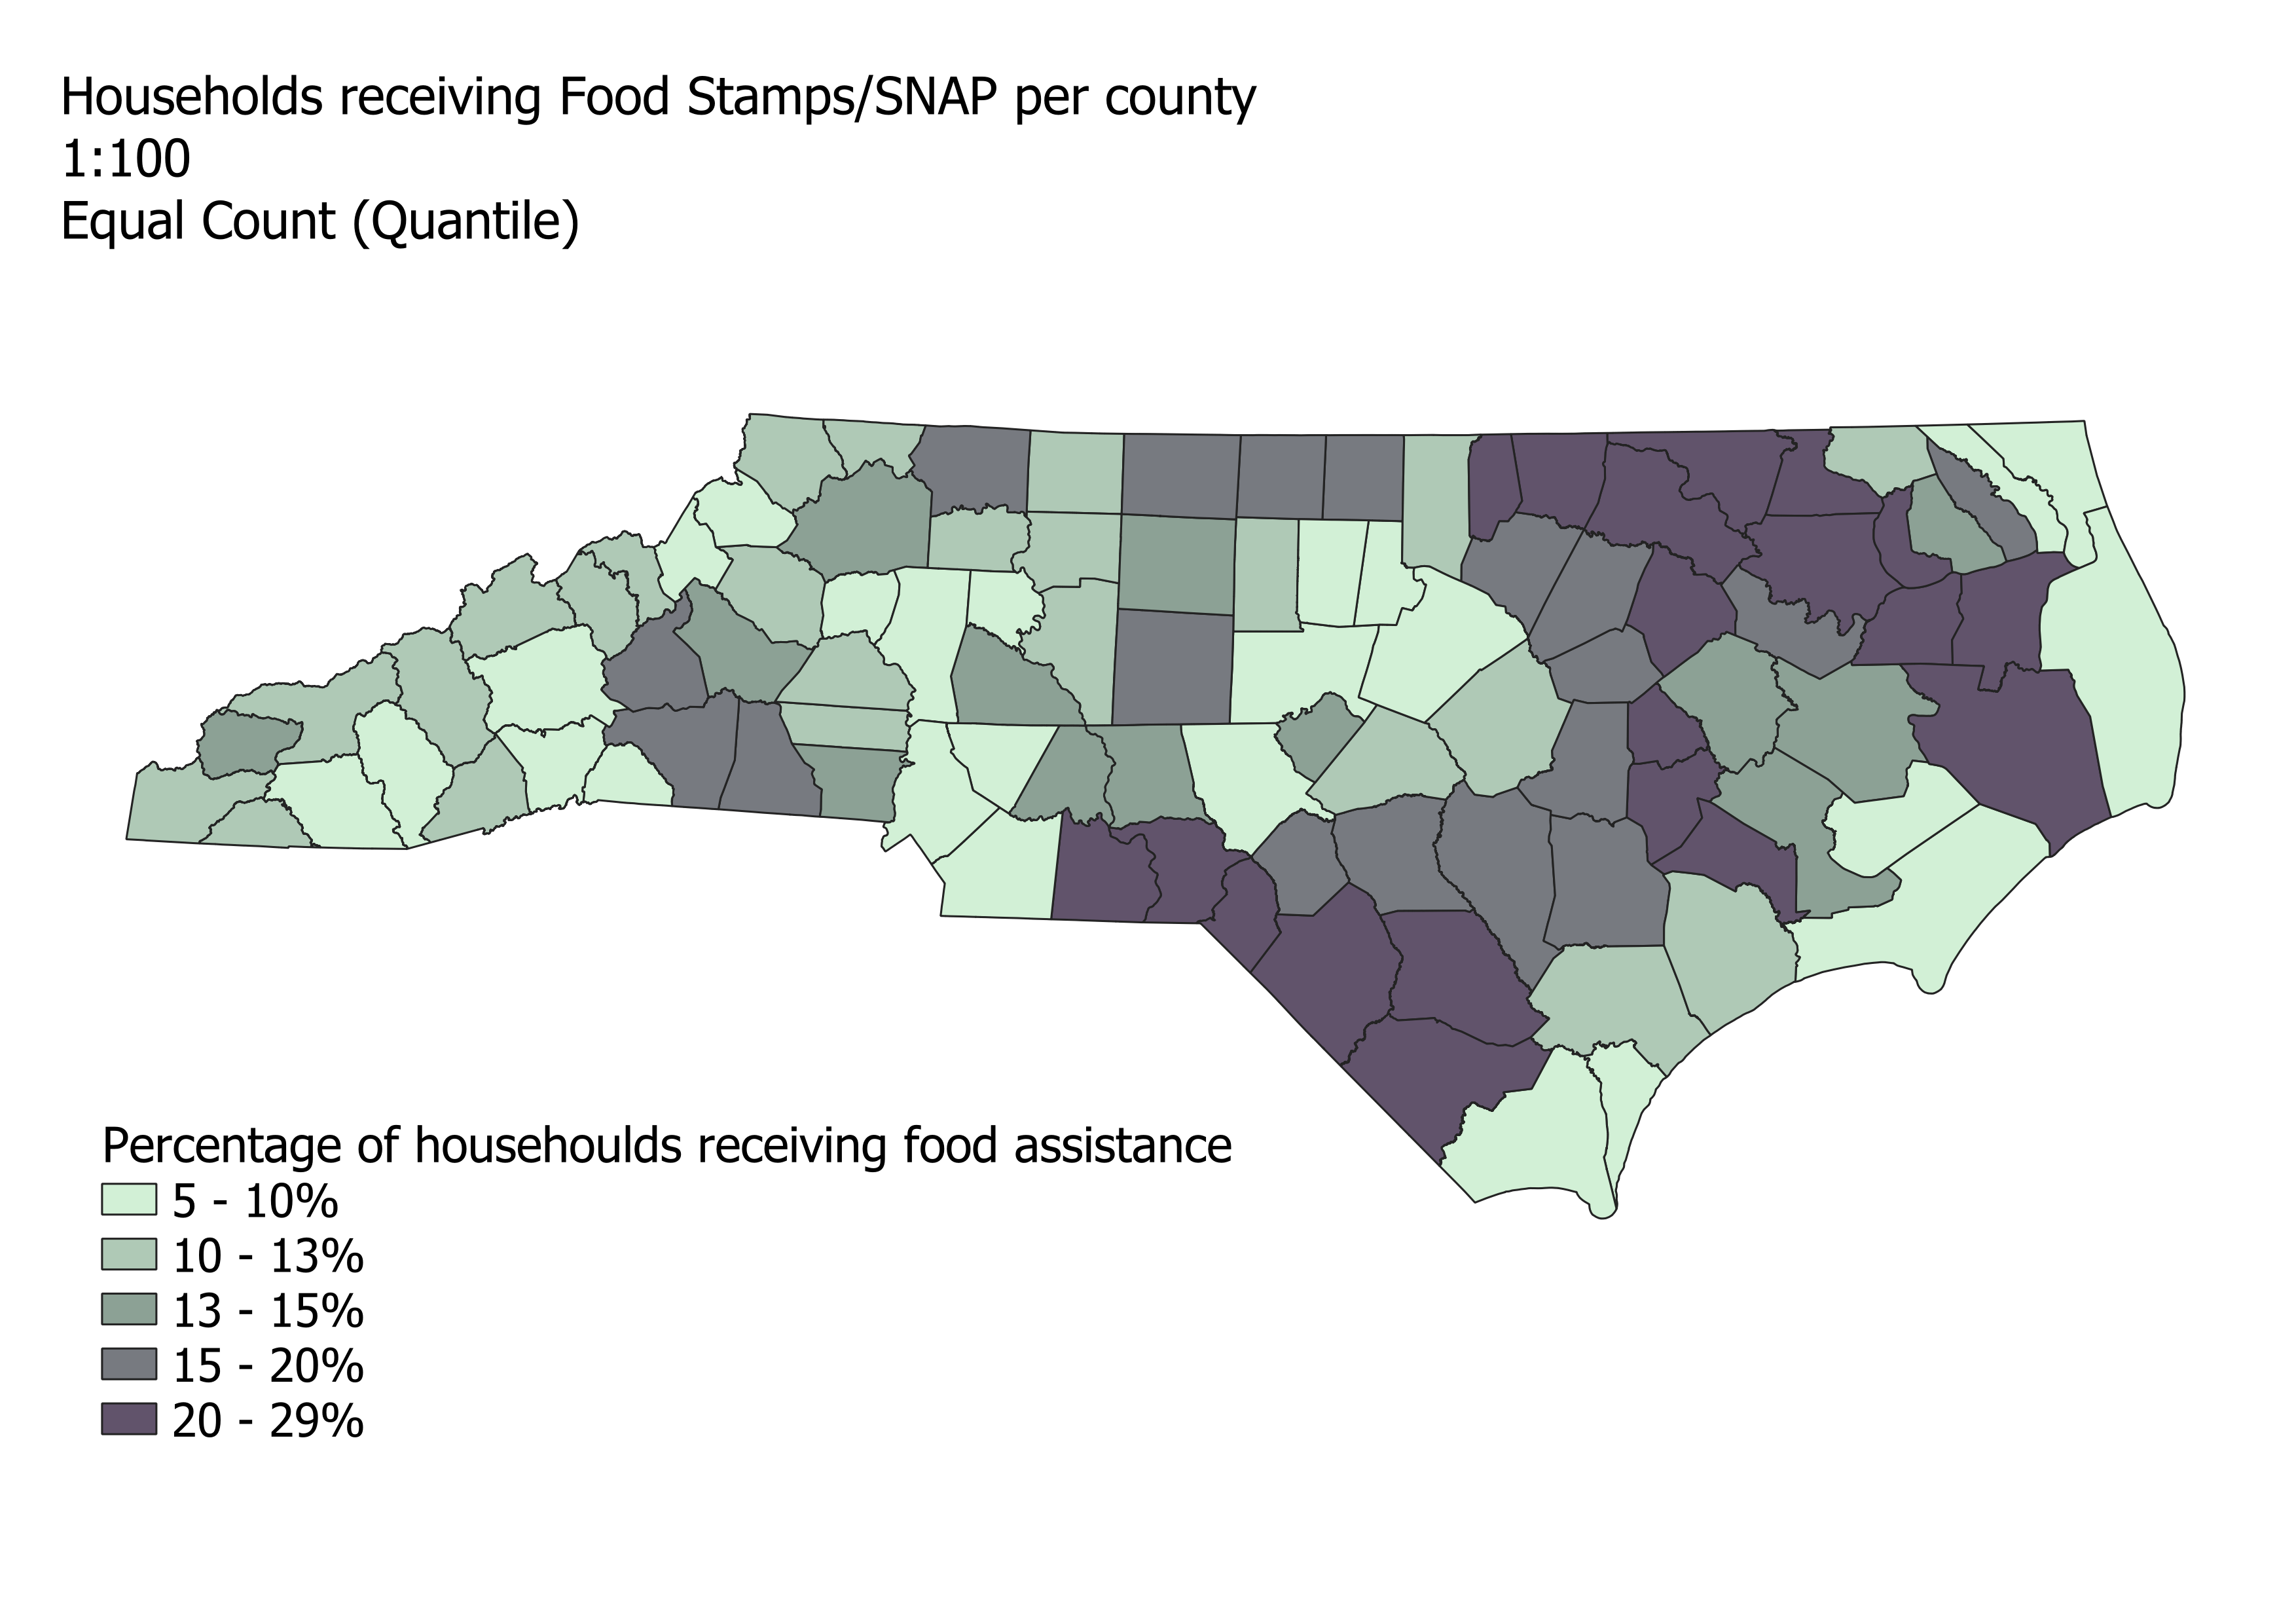 Households receiving Food Stamps/SNAP per county
1:100
Equal Count (Quantile)
Percentage of househoulds receiving food assistance
5 - 10%
10 - 13%
13 - 15%
15 - 20%
20 - 29%